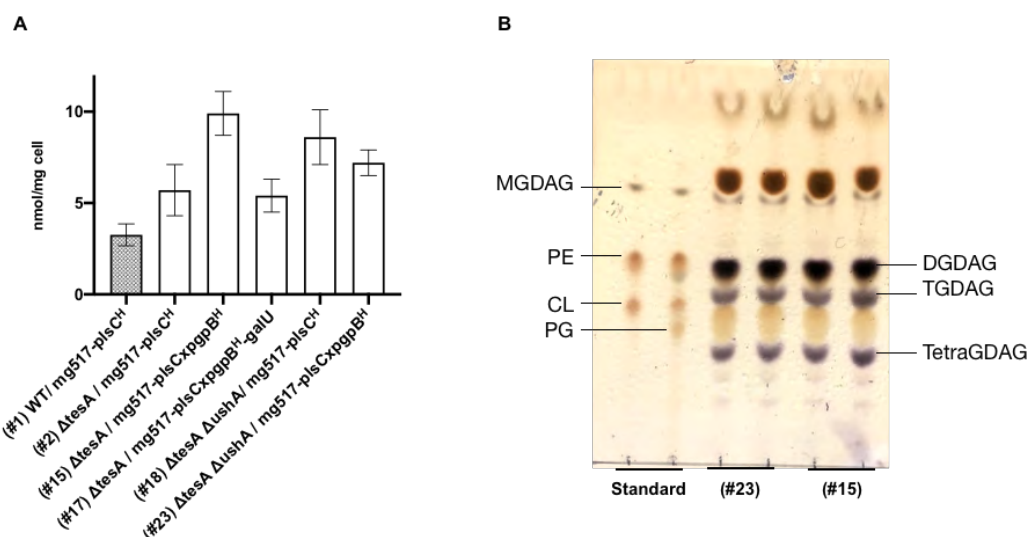 A
B
nmol/mg cell
10
5
0
(#1) WT/ mg517-plsCᴴ
(#2) ΔtesA / mg517-plsCᴴ
(#15) ΔtesA / mg517-plsCxpgpBᴴ
(#17) ΔtesA / mg517-plsCxpgpBᴴ-galU
(#18) ΔtesA ΔushA/ mg517-plsCᴴ
(#23) ΔtesA ΔushA / mg517-plsCxpgpBᴴ
MGDAG
PE
CL
PG
DGDAG
TGDAG
TetraGDAG
Standard
(#23)
(#15)